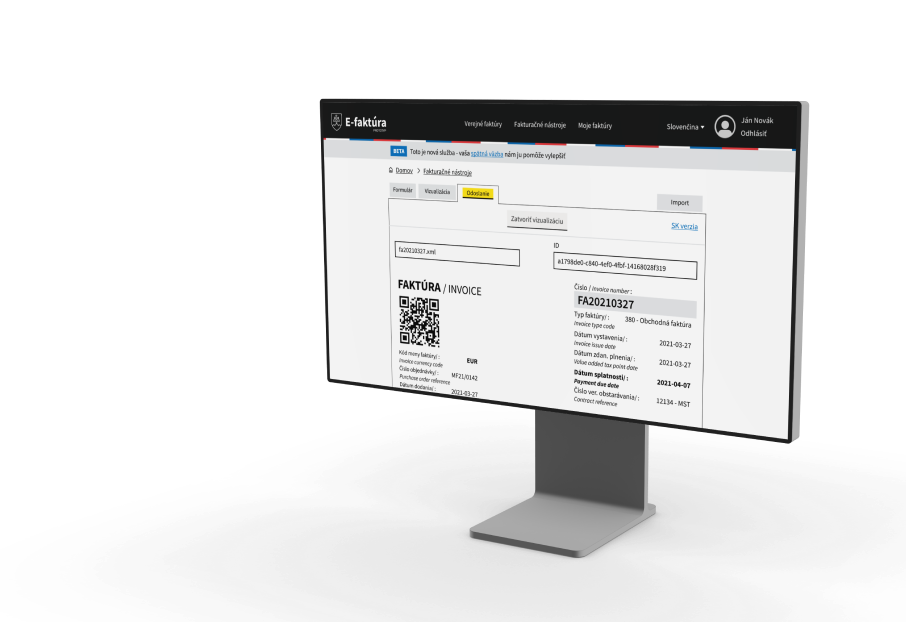 E-faktúra
Verejné faktúry Fakturačné nástroje Moje faktúry
Slovenčina
Ján Novák
Odhlásiť
BETA Toto je nová služba - vaša spätná väzba nám ju pomôže vylepšiť
Domov > Fakturačné nástroje
Formulár Vizualizácia Odoslanie
Import
Zatvoriť vizualizáciu
SK verzia
fa20210327.xml
ID
a1798de0-c840-4ef0-4fbf-14168028f319
FAKTÚRA / INVOICE
Kód meny faktúry/ : EUR
Invoice currency code
Číslo objednávky/ : MF21/0142
Purchase order reference
Dátum dodania/ : 2021-03-27
Číslo / Invoice number :
FA20210327
Typ faktúry/ : 380 - Obchodná faktúra
Invoice type code
Dátum vystavenia/ : 2021-03-27
Invoice issue date
Dátum zdan. plnenia/ : 2021-03-27
Value added tax point date
Dátum splatnosti/ : 2021-04-07
Payment due date
Číslo ver. obstarávania/ : 12134 - MST
Contract reference